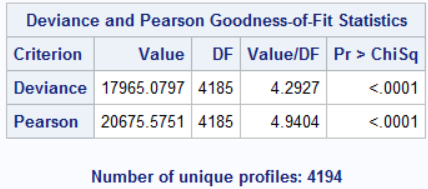 Deviance and Pearson Goodness-of-Fit Statistics
Criterion Value DF Value/DF Pr > ChiSq
Deviance 17965.0797 4185 4.2927 <.0001
Pearson 20675.5751 4185 4.9404 <.0001
Number of unique profiles: 4194